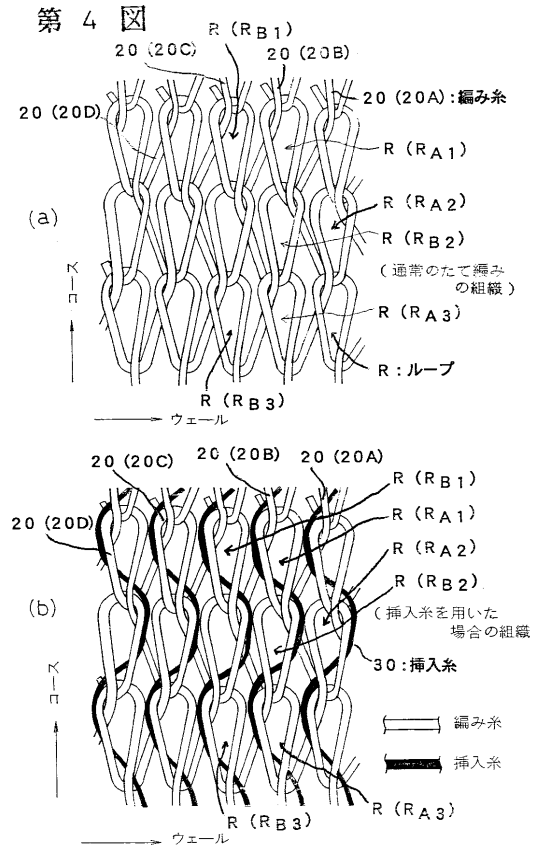 第4図
R(RB1)
20(20C)
20(20B)
20(20D)
20(20A):編み糸
R(RA1)
(a)
R(RA2)
R(RB2)
(通常のたて編み
の組織)
コース
R(RA3)
R:ループ
R(RB3)
ウェール
20(20B)
20(20A)
20(20C)
R(RB1)
20(20D)
R(RA1)
R(RA2)
R(RB2)
(b)
(挿入糸を用いた
場合の組織
30:挿入糸
コース
編み糸
挿入糸
R(RA3)
R(RB3)
ウェール